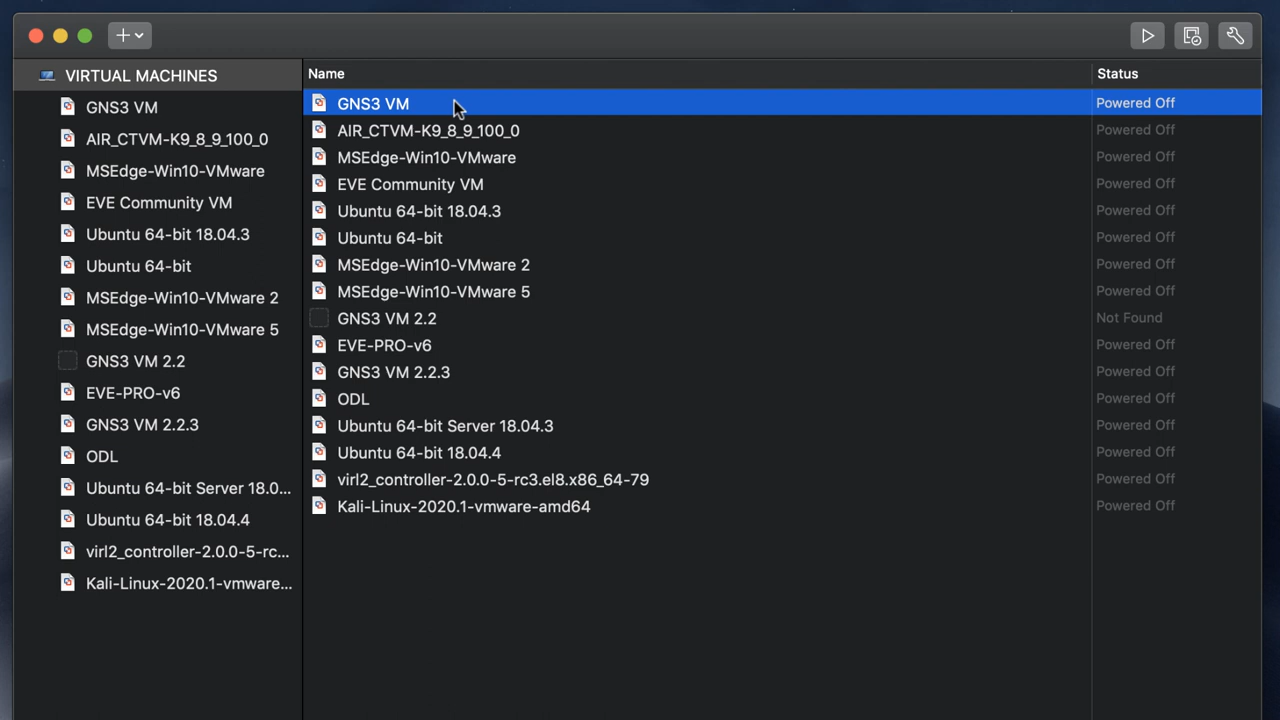 VIRTUAL MACHINES
GNS3 VM
AIR_CTVM-K9_8_9_100_0
MSEdge-Win10-VMware
EVE Community VM
Ubuntu 64-bit 18.04.3
Ubuntu 64-bit
MSEdge-Win10-VMware 2
MSEdge-Win10-VMware 5
GNS3 VM 2.2
EVE-PRO-v6
GNS3 VM 2.2.3
ODL
Ubuntu 64-bit Server 18.0...
Ubuntu 64-bit 18.04.4
virl2_controller-2.0.0-5-rc...
Kali-Linux-2020.1-vmware...
Name Status
GNS3 VM Powered Off
AIR_CTVM-K9_8_9_100_0 Powered Off
MSEdge-Win10-VMware Powered Off
EVE Community VM Powered Off
Ubuntu 64-bit 18.04.3 Powered Off
Ubuntu 64-bit Powered Off
MSEdge-Win10-VMware 2 Powered Off
MSEdge-Win10-VMware 5 Powered Off
GNS3 VM 2.2 Not Found
EVE-PRO-v6 Powered Off
GNS3 VM 2.2.3 Powered Off
ODL Powered Off
Ubuntu 64-bit Server 18.04.3 Powered Off
Ubuntu 64-bit 18.04.4 Powered Off
virl2_controller-2.0.0-5-rc3.el8.x86_64-79 Powered Off
Kali-Linux-2020.1-vmware-amd64 Powered Off